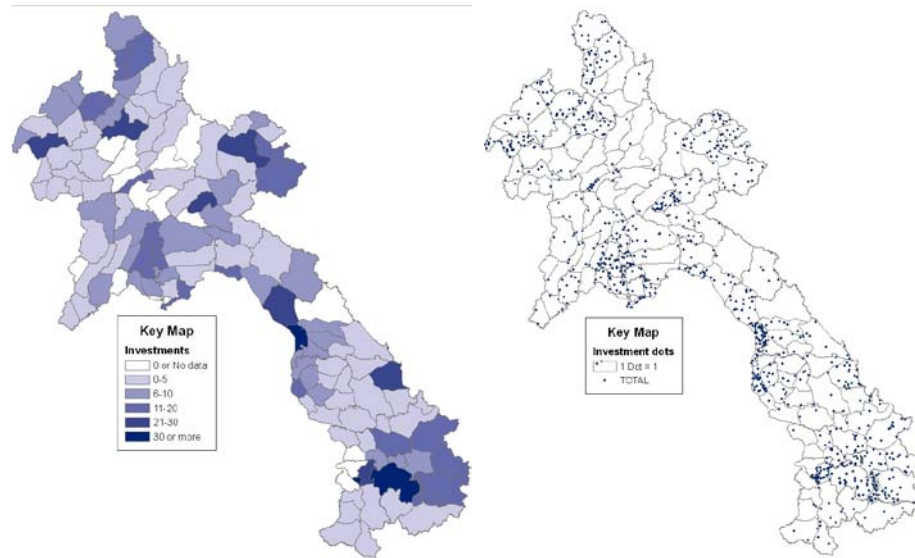 Key Map
Investments
0 or No data
0-5
6-10
11-20
21-30
30 or more
Key Map
Investment dots
1 Dot = 1
TOTAL